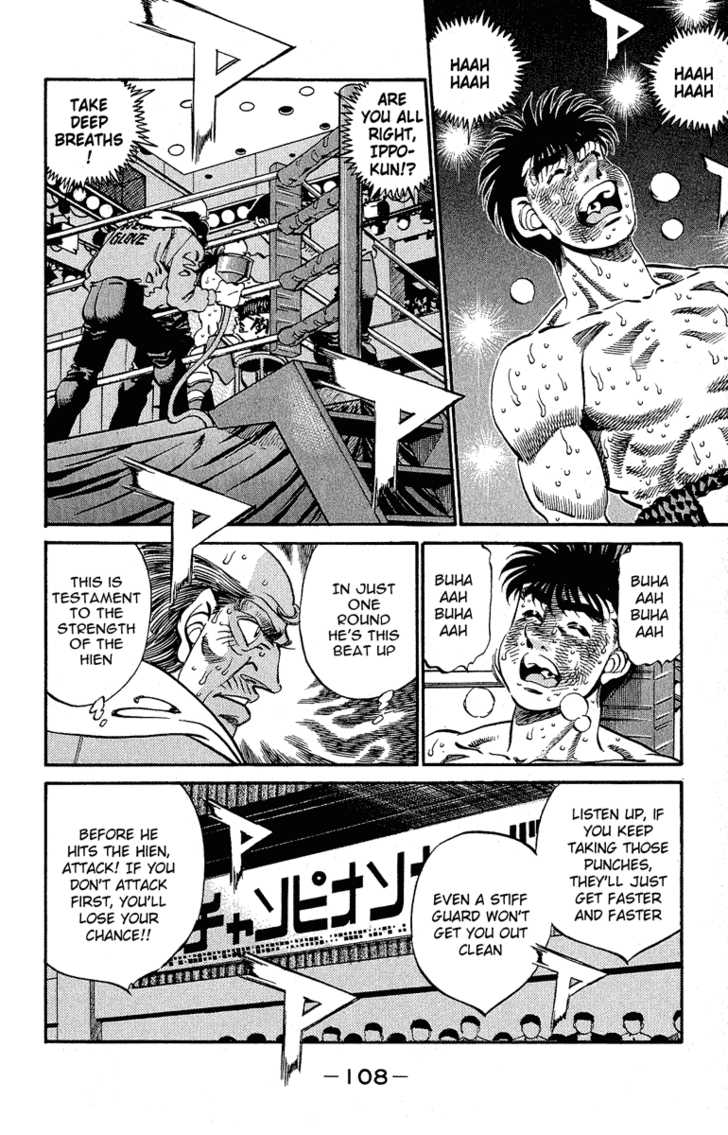 HAAH
HAAH
HAAH
HAAH
ARE
YOU ALL
RIGHT,
IPPO-
KUN!?
TAKE
DEEP
BREATHS
!
GLOVE
BUHA
AAH
BUHA
AAH
BUHA
AAH
BUHA
AAH
IN JUST
ONE
ROUND
HE'S THIS
BEAT UP
THIS IS
TESTAMENT
TO THE
STRENGTH
OF THE
HIEN
LISTEN UP, IF
YOU KEEP
TAKING THOSE
PUNCHES,
THEY'LL JUST
GET FASTER
AND FASTER
EVEN A STIFF
GUARD WON'T
GET YOU OUT
CLEAN
チャンピオン
BEFORE HE
HITS THE HIEN,
ATTACK! IF YOU
DON'T ATTACK
FIRST, YOU'LL
LOSE YOUR
CHANCE!!
-108-